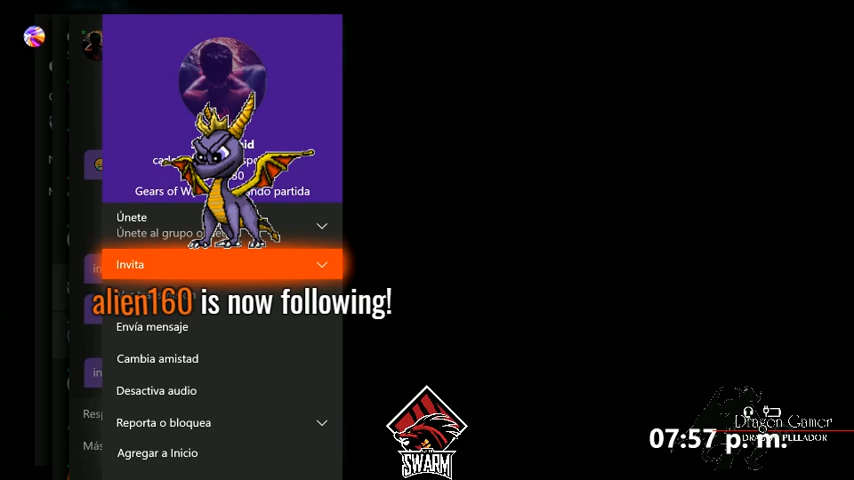 Gears of
partida
Únete
Únete al grupo
Invita
alien160 is now following!
Envía mensaje
Cambia amistad
Desactiva audio
Reporta o bloquea
Agregar a Inicio
SWARM
07:57 p. m.
Dragon Gamer